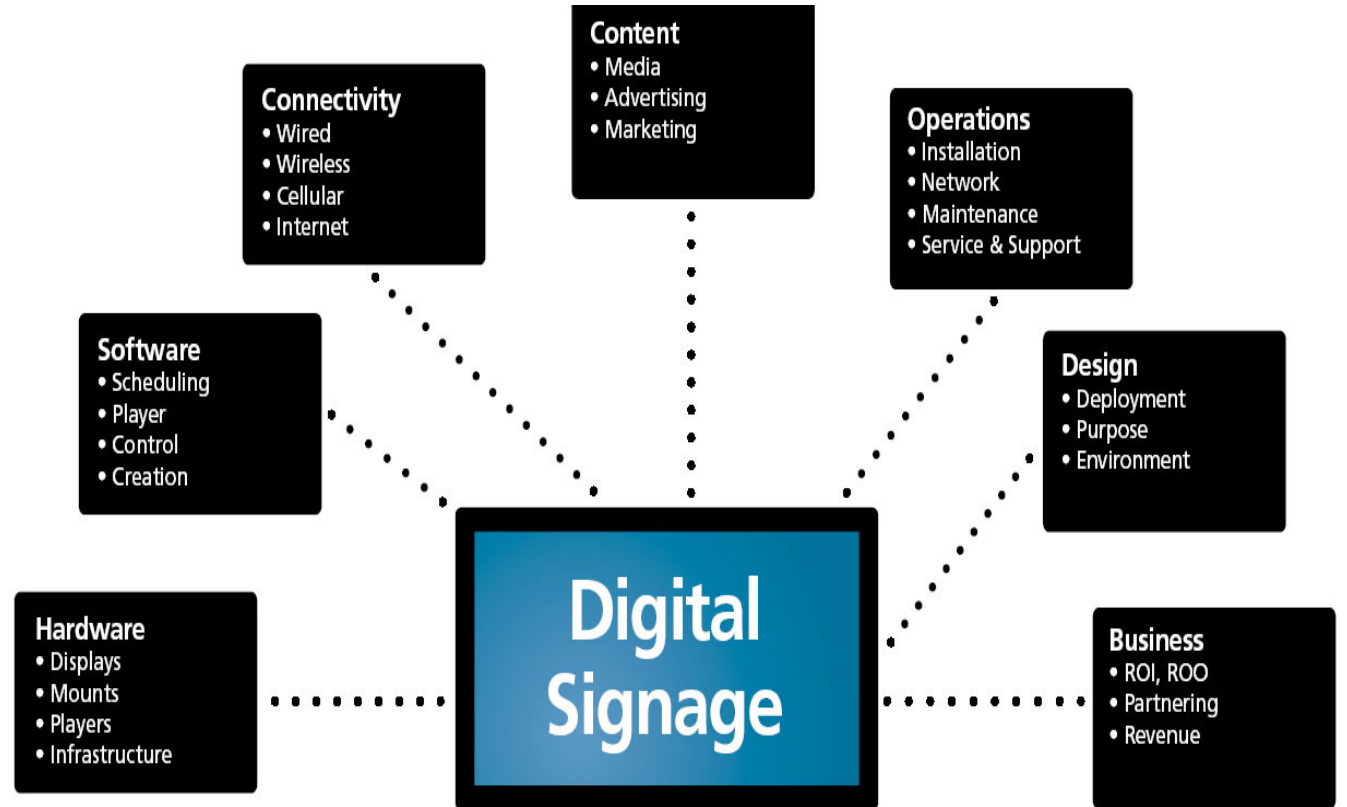 Content
• Media
• Advertising
• Marketing
Connectivity
• Wired
• Wireless
• Cellular
• Internet
Operations
• Installation
• Network
• Maintenance
• Service & Support
Software
• Scheduling
• Player
• Control
• Creation
Design
• Deployment
• Purpose
• Environment
Hardware
• Displays
• Mounts
• Players
• Infrastructure
Digital
Signage
Business
• ROI, ROO
• Partnering
• Revenue